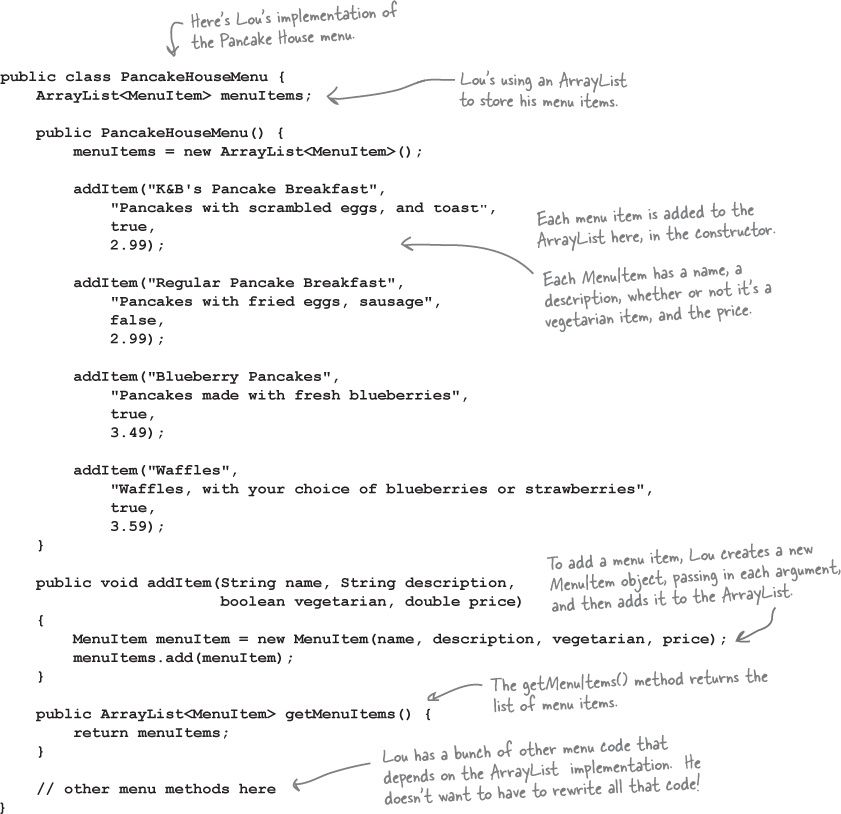 Here's Lou's implementation of
the Pancake House menu.
public class PancakeHouseMenu {
ArrayList<MenuItem> menuItems;
Lou's using an ArrayList
to store his menu items.
public PancakeHouseMenu() {
menuItems = new ArrayList<MenuItem>();
addItem("K&B's Pancake Breakfast",
"Pancakes with scrambled eggs, and toast",
true,
2.99);
Each menu item is added to the
ArrayList here, in the constructor.
Each MenuItem has a name, a
description, whether or not it's a
vegetarian item, and the price.
addItem("Regular Pancake Breakfast",
"Pancakes with fried eggs, sausage",
false,
2.99);
addItem("Blueberry Pancakes",
"Pancakes made with fresh blueberries",
true,
3.49);
addItem("Waffles",
"Waffles, with your choice of blueberries or strawberries",
true,
3.59);
}
To add a menu item, Lou creates a new
MenuItem object, passing in each argument,
and then adds it to the ArrayList.
public void addItem(String name, String description,
boolean vegetarian, double price)
{
MenuItem menuItem = new MenuItem(name, description, vegetarian, price);
menuItems.add(menuItem);
}
The getMenuItems() method returns the
list of menu items.
public ArrayList<MenuItem> getMenuItems() {
return menuItems;
}
Lou has a bunch of other menu code that
depends on the ArrayList implementation. He
doesn't want to have to rewrite all that code!
// other menu methods here
}